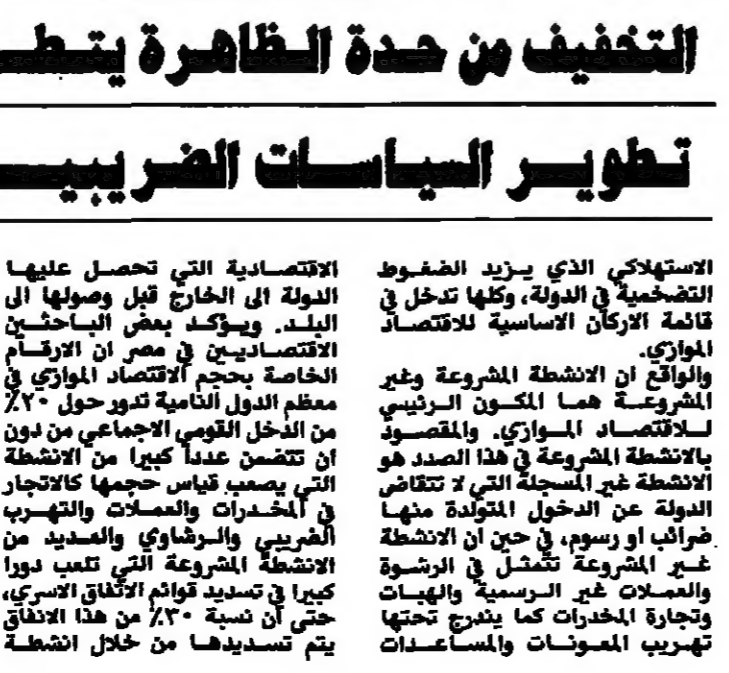 التخفيف من حدة الظاهرة يتطـ
تطوير السياسات الضريبيـ
الاستهلاكي الذي يزيد الضغوط
التضخمية في الدولة، وكلها تدخل في
قائمة الاركان الاساسية للاقتصاد
الموازي.
والواقع ان الانشطة المشروعة وغير
المشروعة هما المكون الرئيسي
للاقتصاد الموازي. والمقصود
بالانشطة المشروعة في هذا الصدد هو
الانشطة غير المسجلة التي لا تتقاضى
الدولة عن الدخول المتولدة منها
ضرائب او رسوم، في حين ان الانشطة
غير المشروعة تتمثل في الرشوة
والعملات غير الرسمية والهبات
وتجارة المخدرات كما يندرج تحتها
تهريب المعونات والمساعدات
الاقتصادية التي تحصل عليها
الدولة الى الخارج قبل وصولها الى
البلد. ويؤكد بعض الباحثين
الاقتصاديين في مصر ان الارقام
الخاصة بحجم الاقتصاد الموازي في
معظم الدول النامية تدور حول ٢٠٪
من الدخل القومي الاجماعي من دون
ان تتضمن عدداً كبيرا من الانشطة
التي يصعب قياس حجمها كالاتجار
في المخدرات والعملات والتهرب
الضريبي والرشاوي والعديد من
الانشطة المشروعة التي تلعب دورا
كبيرا في تسديد قوائم الاتفاق الاسري،
حتى أن نسبة ٣٠٪ من هذا الانفاق
يتم تسديدها من خلال انشطة